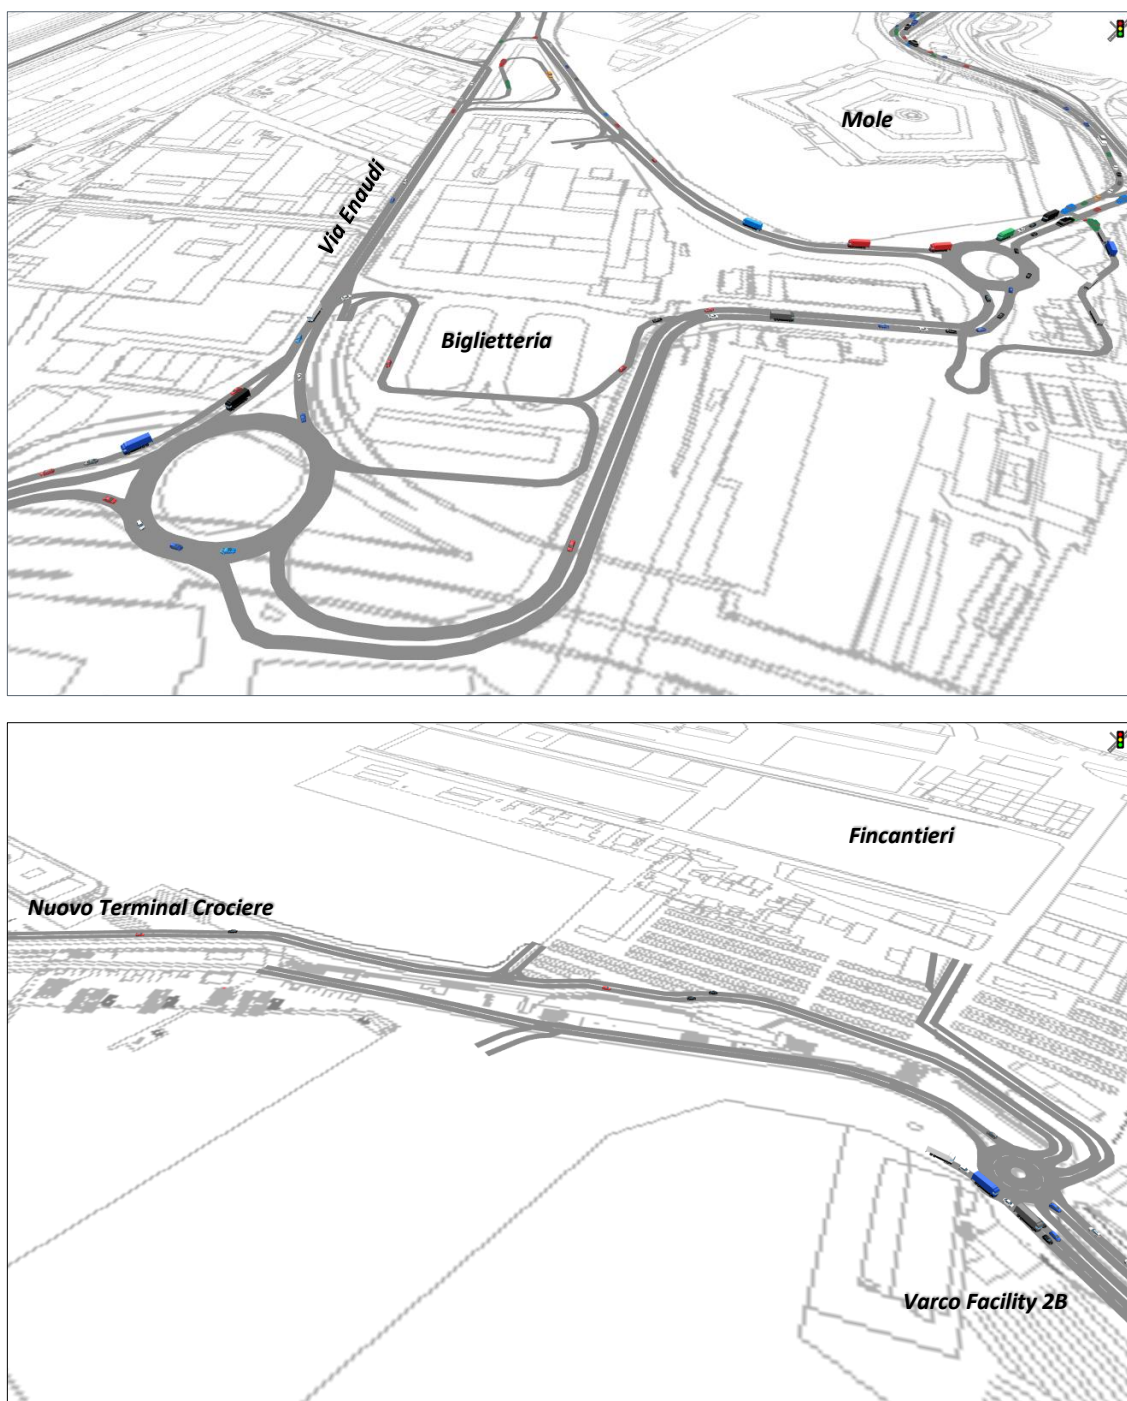 Mole
Via Enaudi
Biglietteria
Fincantieri
Nuovo Terminal Crociere
Varco Facility 2B